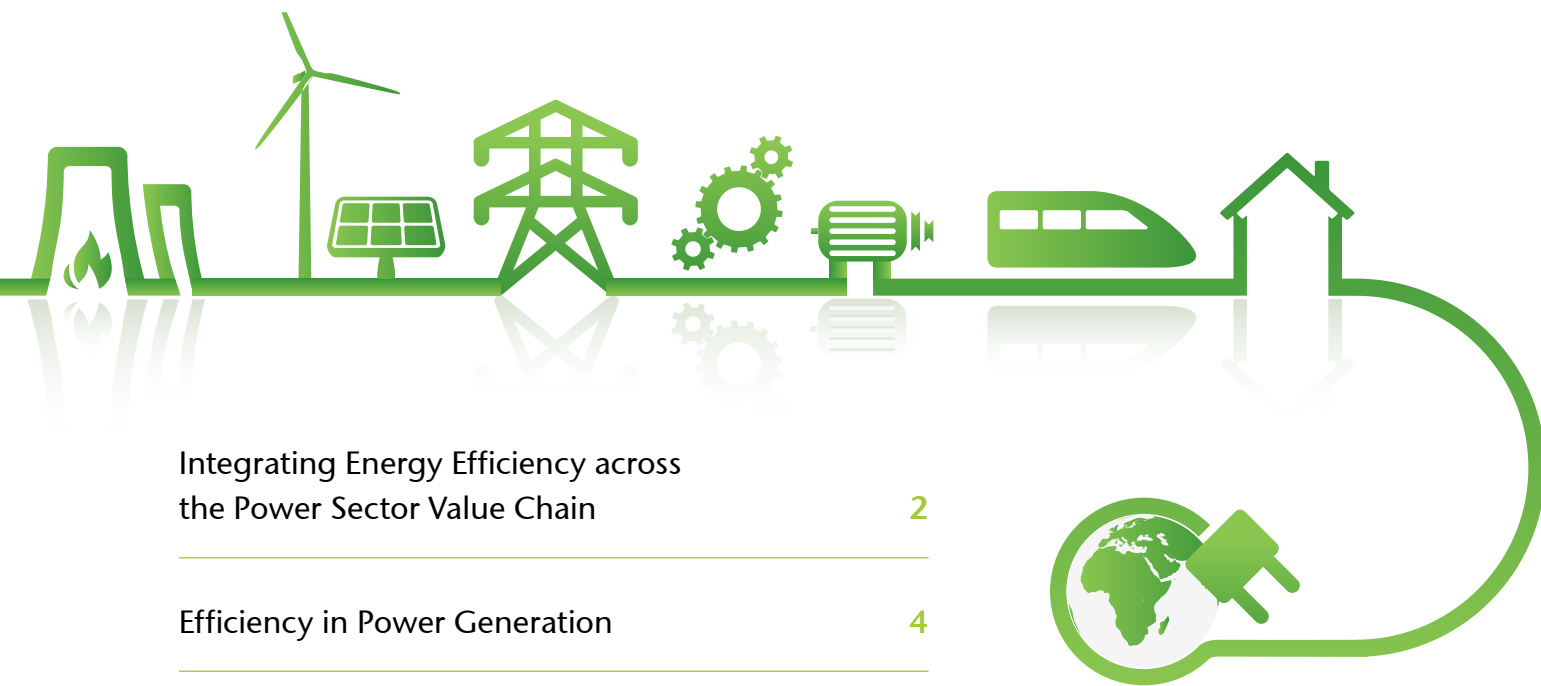 Integrating Energy Efficiency across
the Power Sector Value Chain 2
Efficiency in Power Generation 4